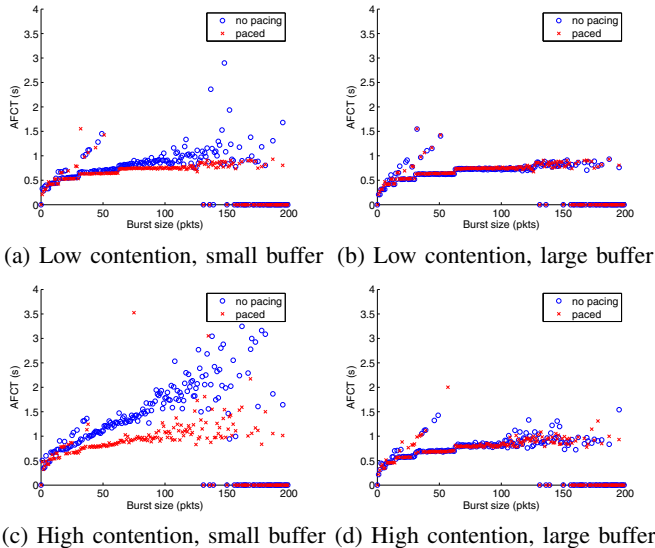 no pacing
paced
AFCT (s)
4
3.5
3
2.5
2
1.5
1
0.5
0
0 50 100 150 200
Burst size (pkts)
no pacing
paced
AFCT (s)
4
3.5
3
2.5
2
1.5
1
0.5
0
0 50 100 150 200
Burst size (pkts)
(a) Low contention, small buffer (b) Low contention, large buffer
no pacing
paced
AFCT (s)
4
3.5
3
2.5
2
1.5
1
0.5
0
0 50 100 150 200
Burst size (pkts)
no pacing
paced
AFCT (s)
4
3.5
3
2.5
2
1.5
1
0.5
0
0 50 100 150 200
Burst size (pkts)
(c) High contention, small buffer (d) High contention, large buffer